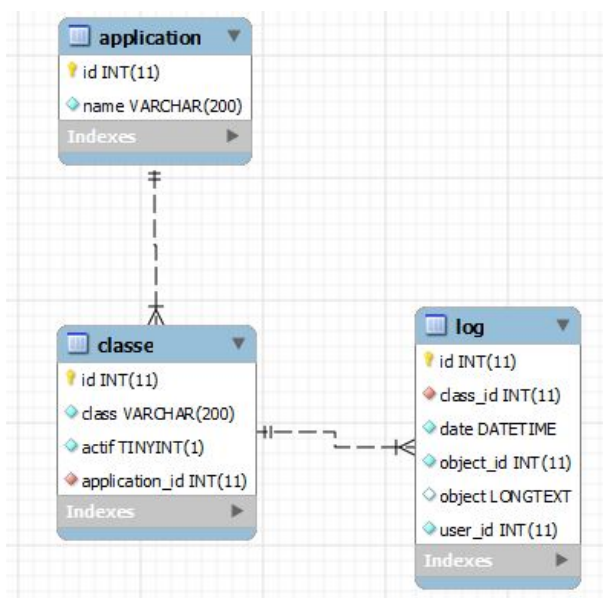 application
id INT(11)
name VARCHAR(200)
Indexes
classe
id INT(11)
class VARCHAR(200)
actif TINYINT(1)
application_id INT(11)
Indexes
log
id INT(11)
class_id INT(11)
date DATETIME
object_id INT(11)
object LONGTEXT
user_id INT(11)
Indexes